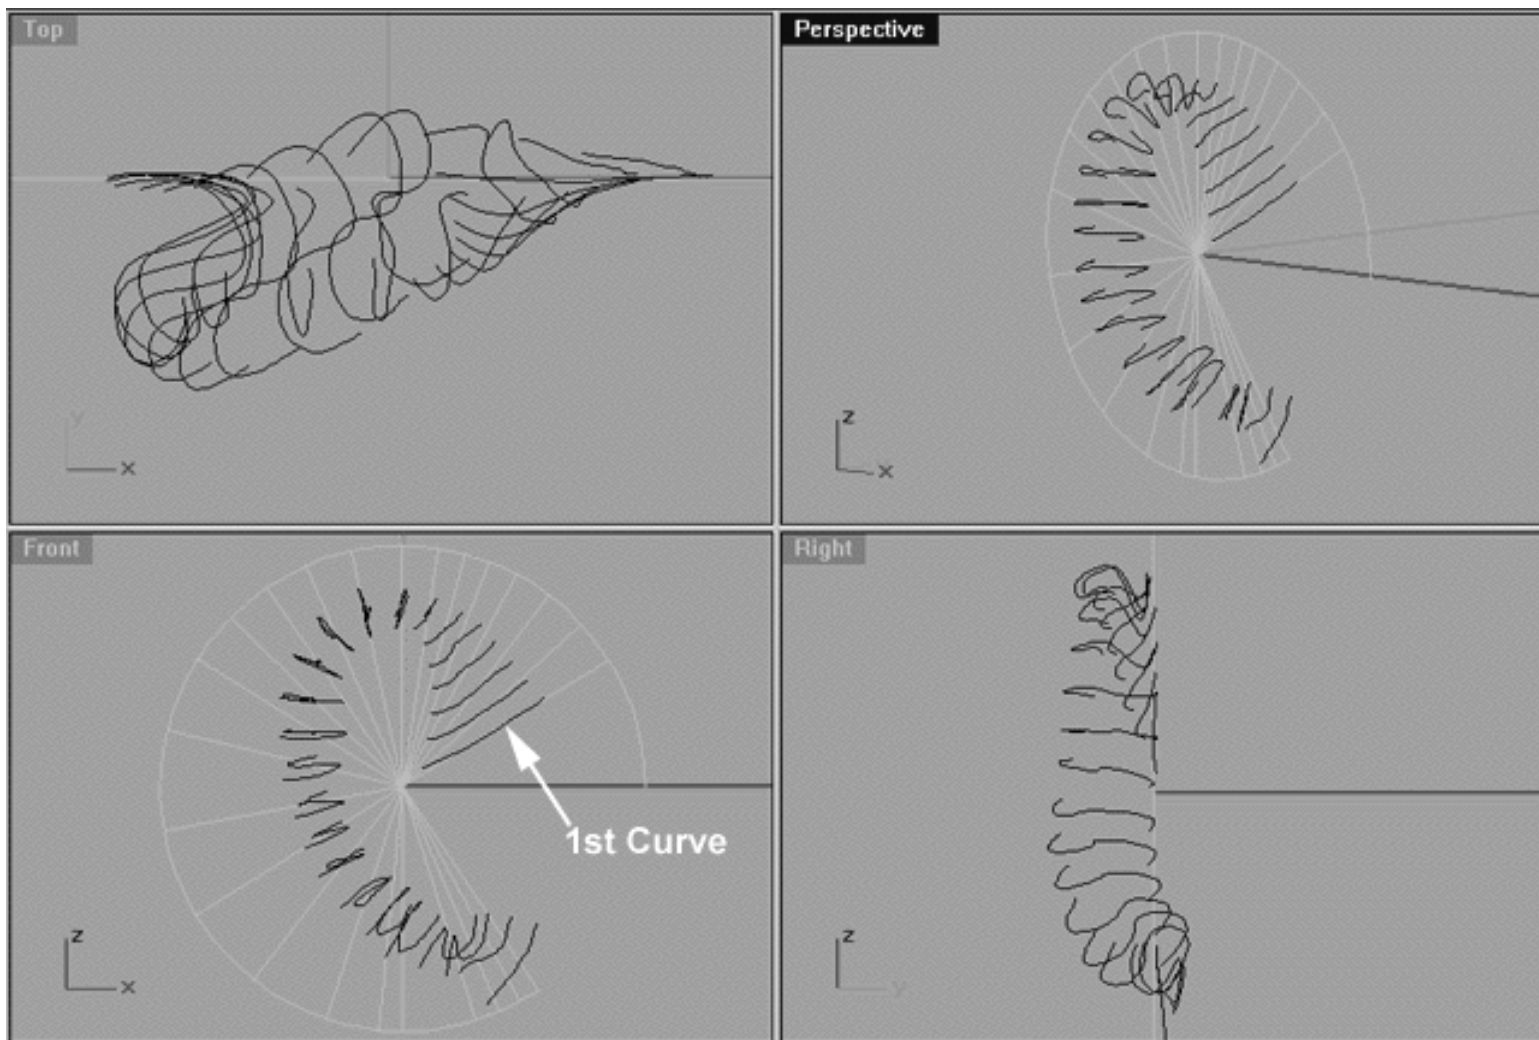 Top
Perspective
y
x
z
x
Front
Right
1st Curve
z
x
z
y